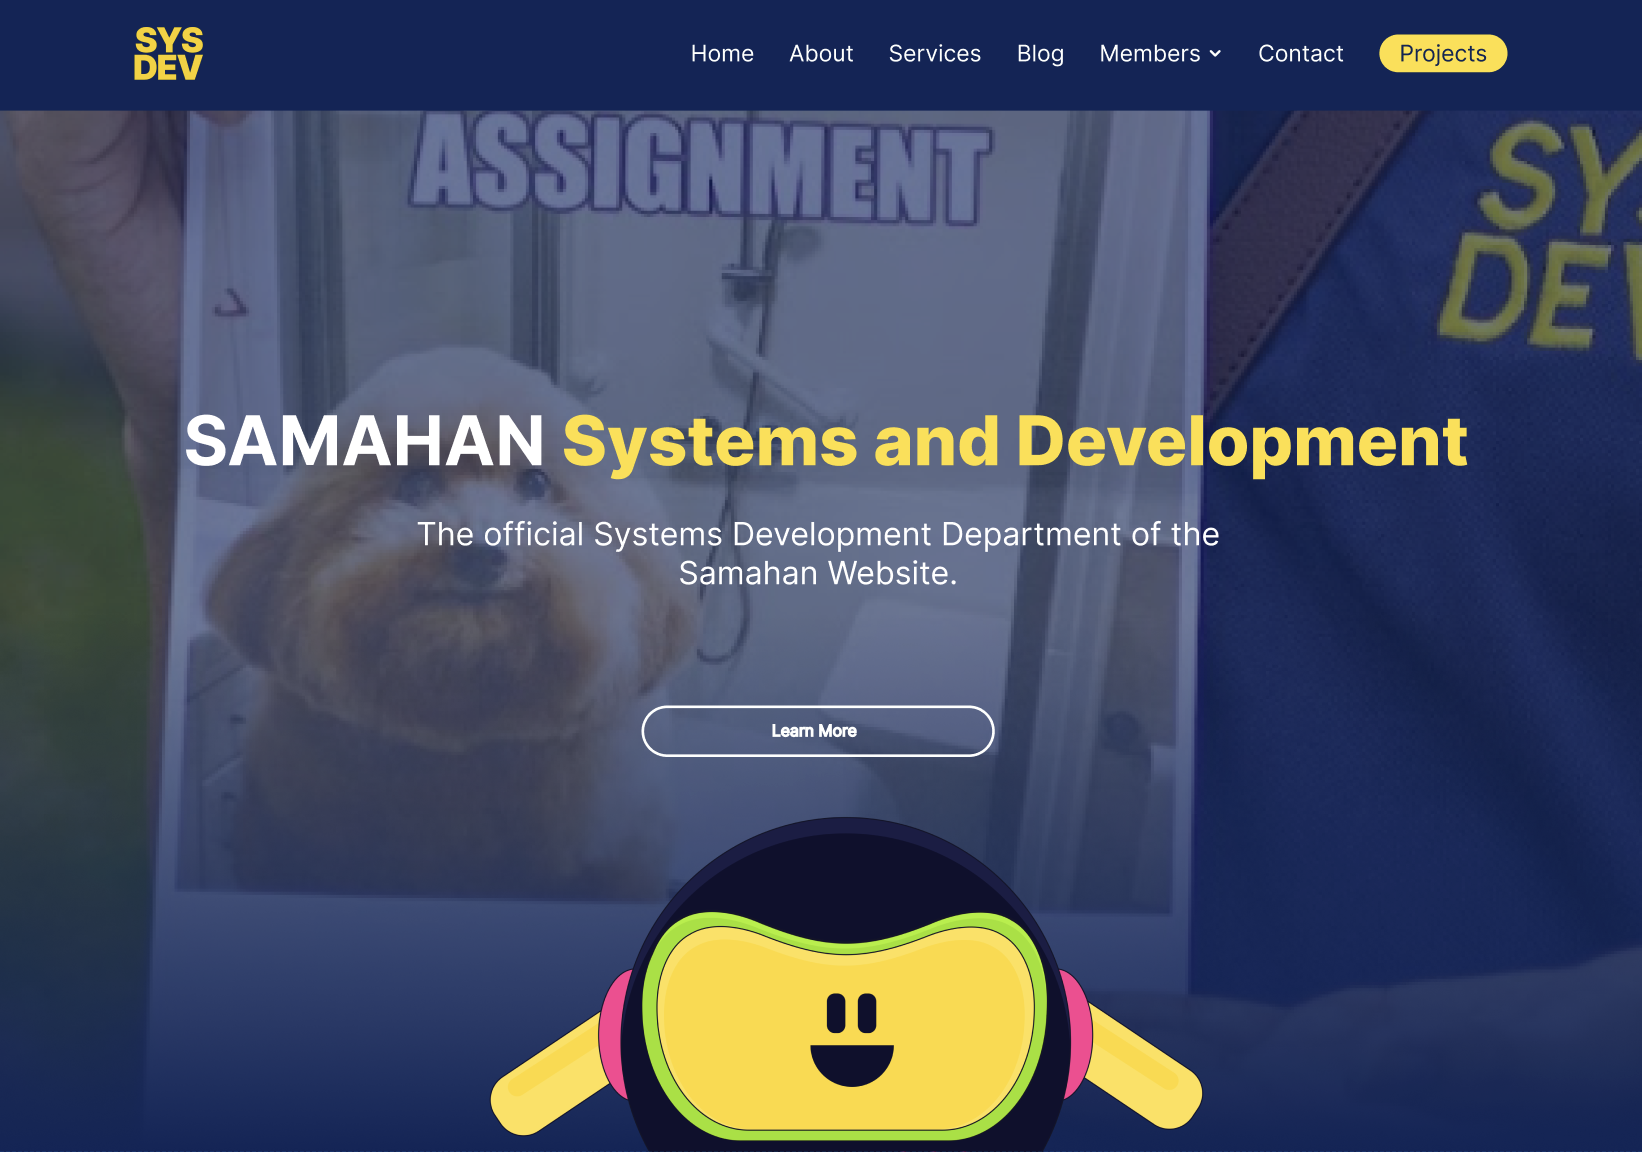 SYS
DEV
Home About Services Blog Members Contact Projects
ASSIGNMENT
SY
DEV
SAMAHAN Systems and Development
The official Systems Development Department of the
Samahan Website.
Learn More